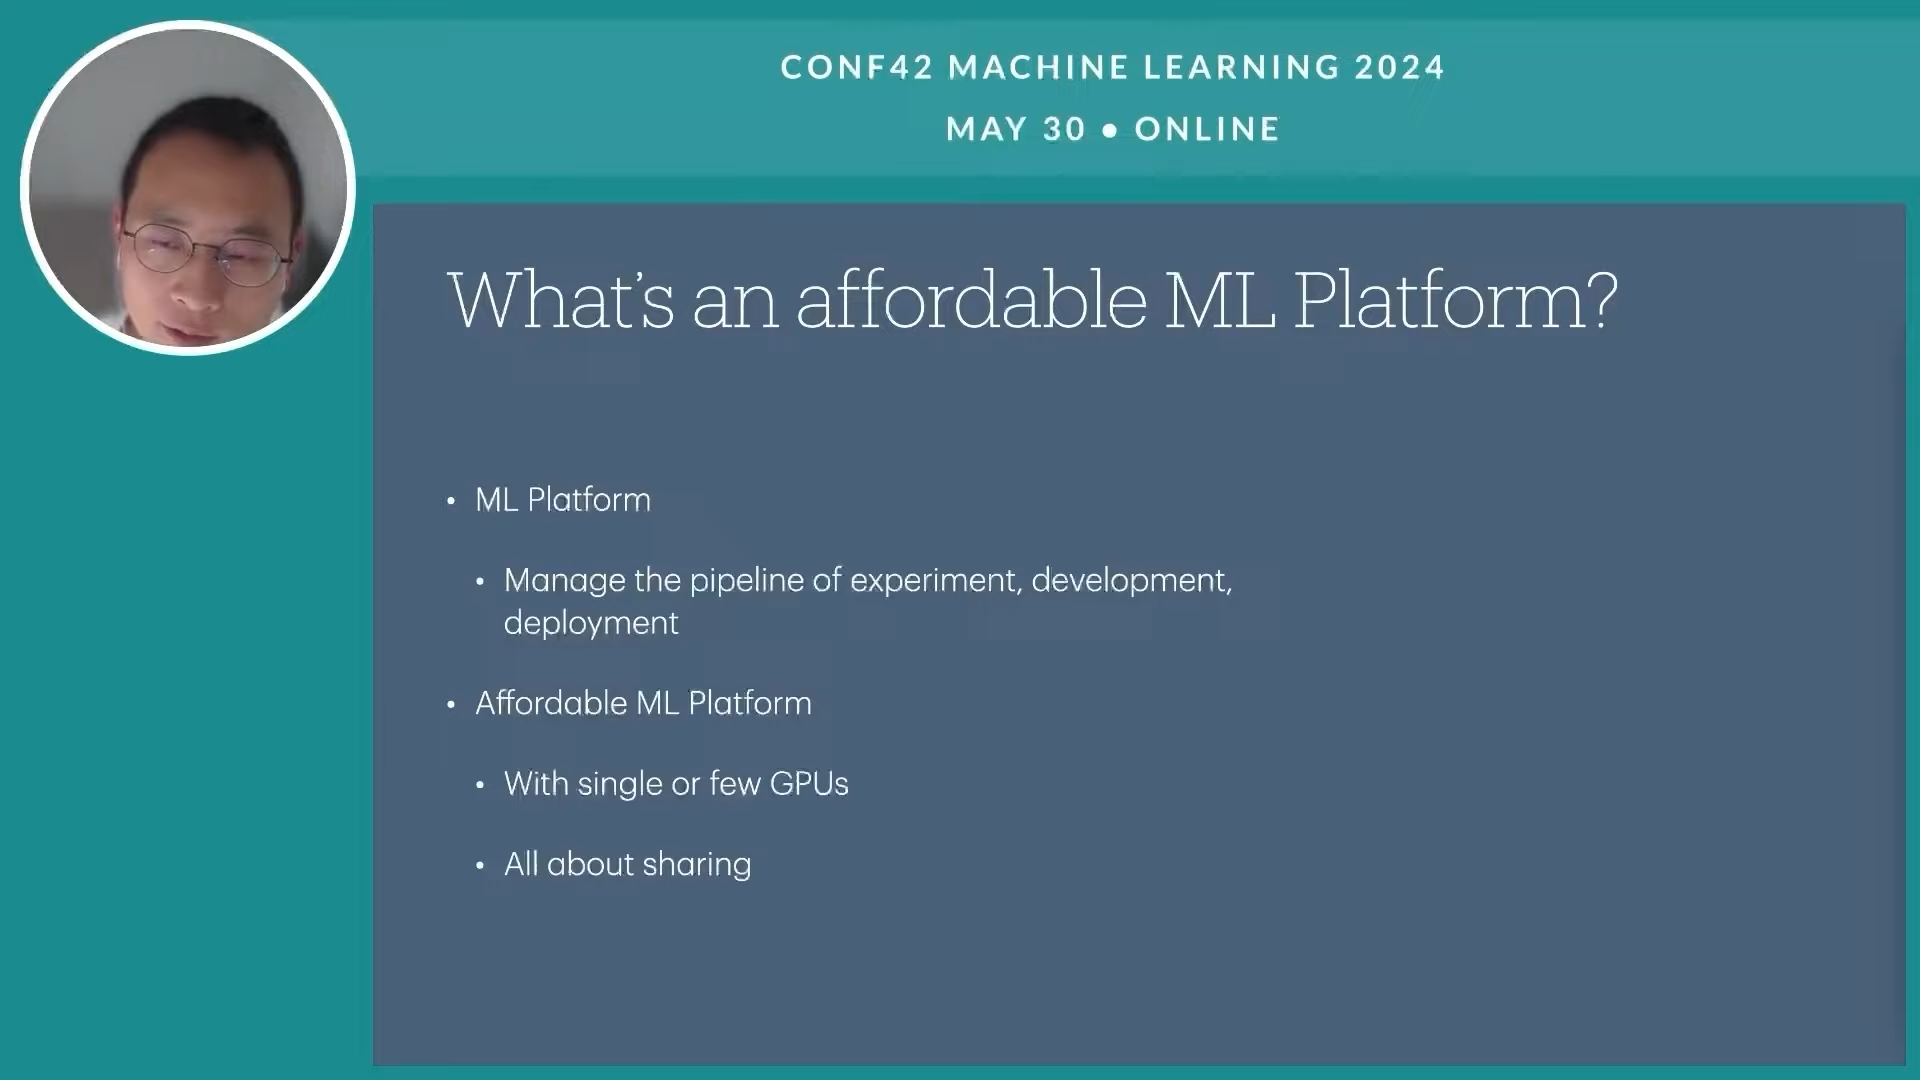 CONF42 MACHINE LEARNING 2024
MAY 30 • ONLINE
What's an affordable ML Platform?
• ML Platform
• Manage the pipeline of experiment, development,
deployment
• Affordable ML Platform
• With single or few GPUs
• All about sharing